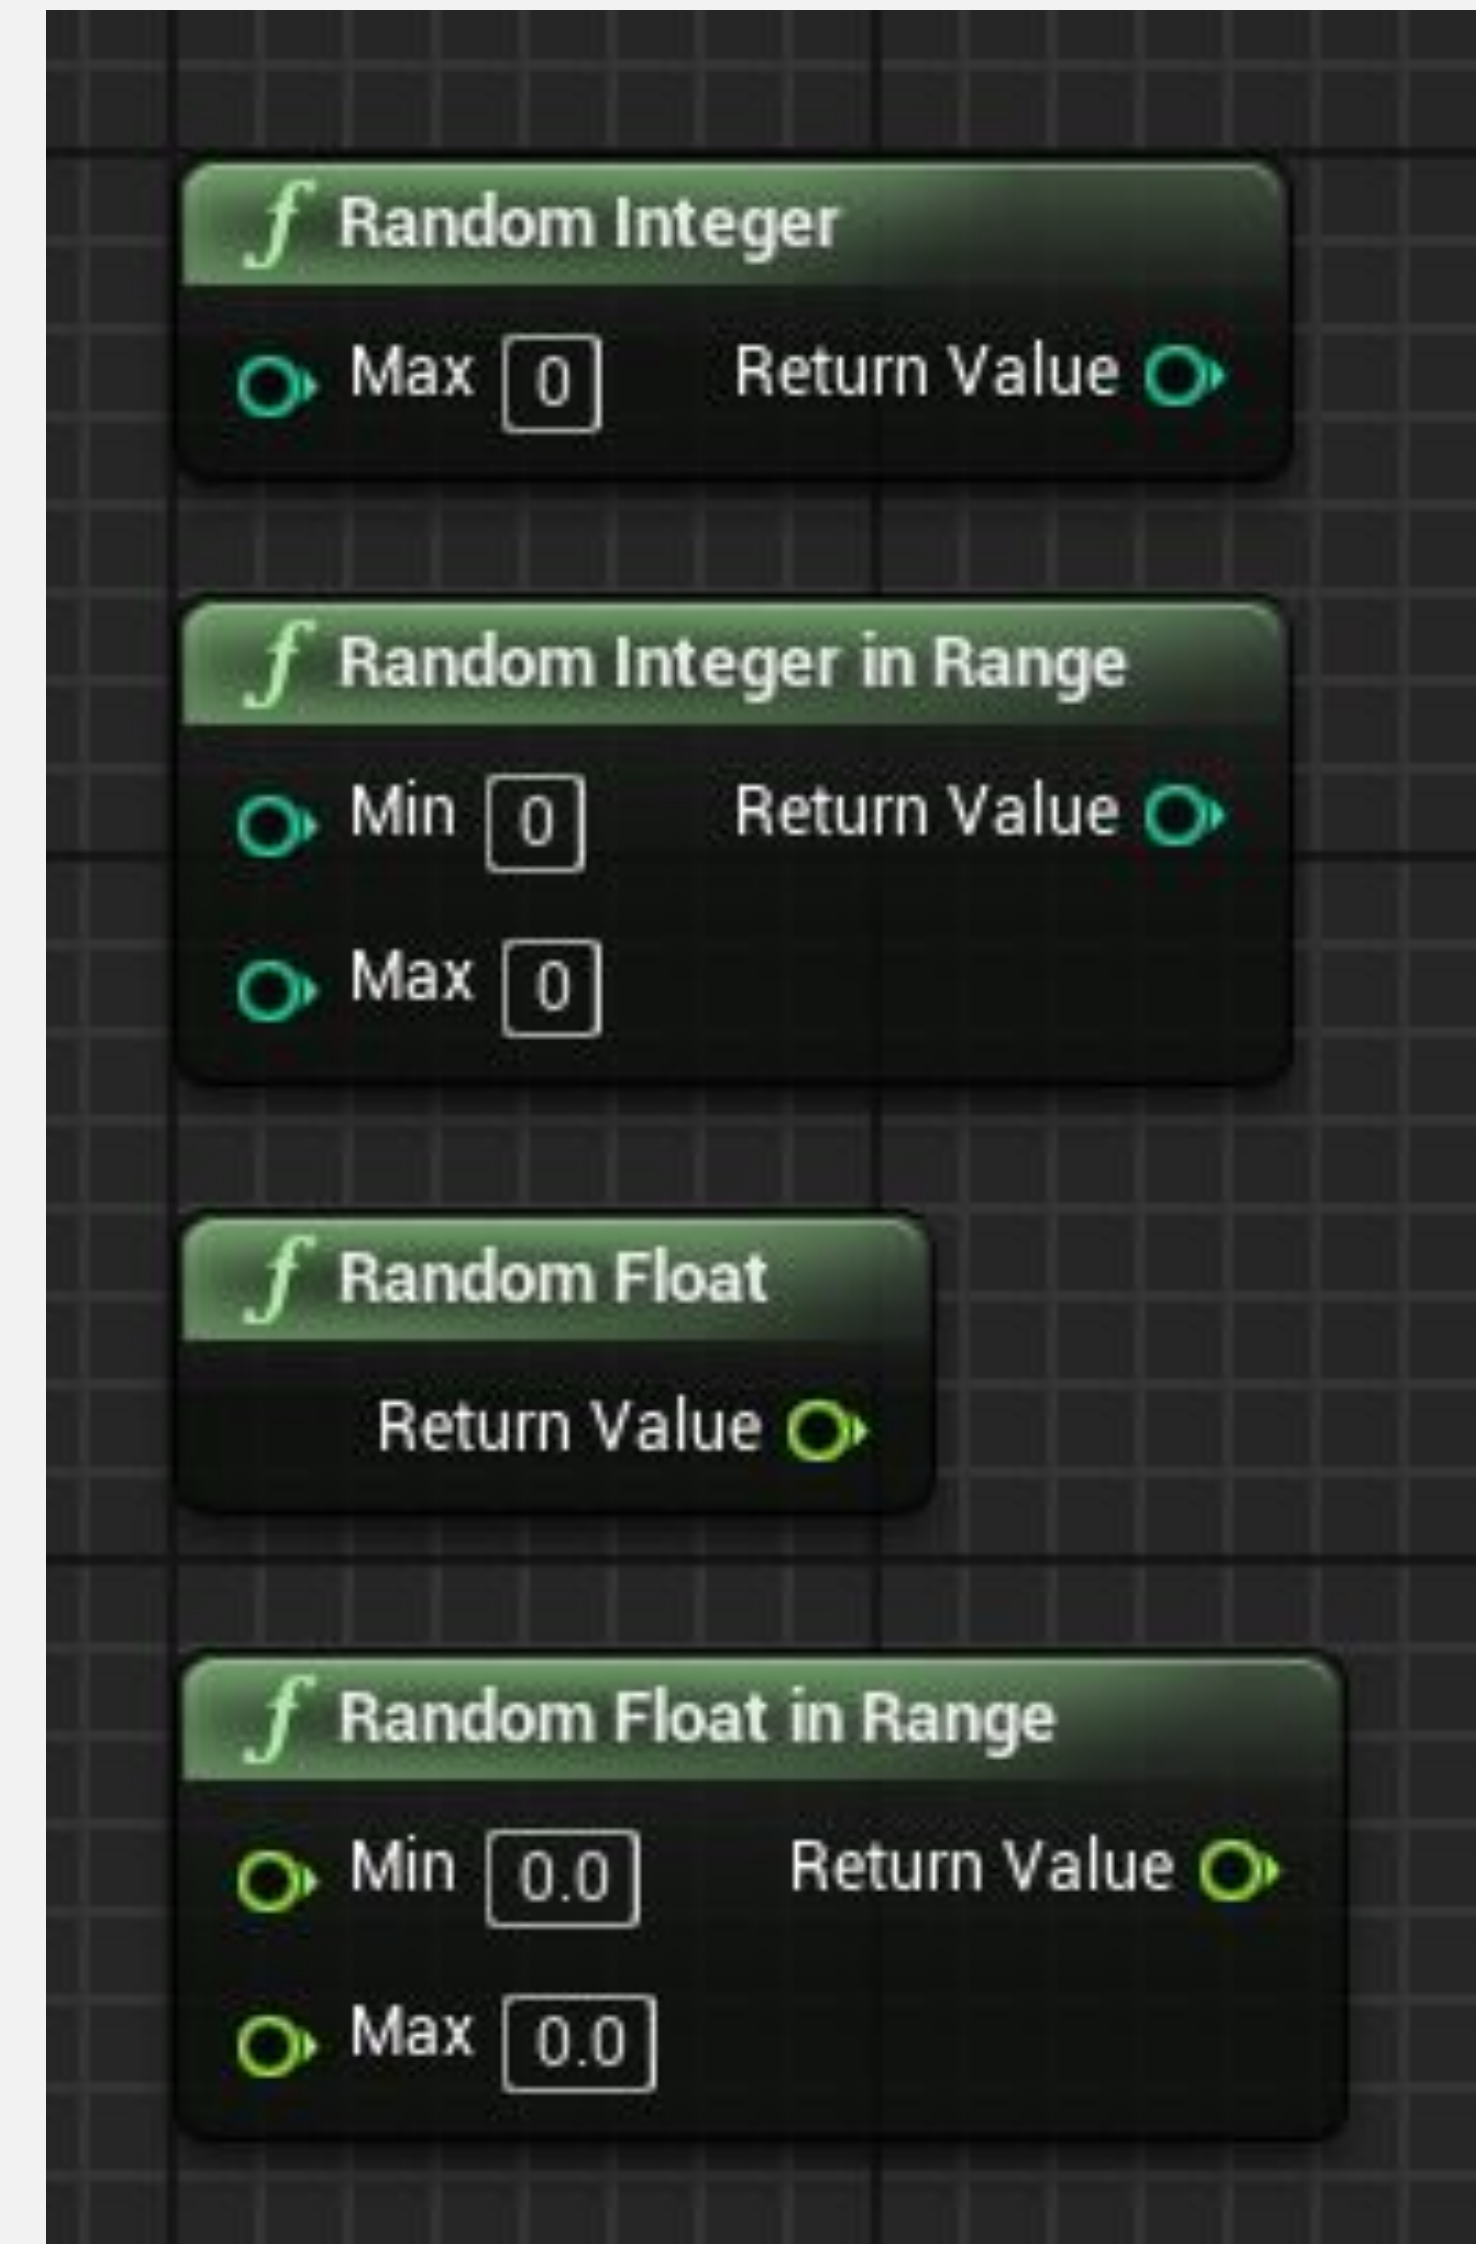 f Random Integer
Max 0 Return Value
f Random Integer in Range
Min 0 Return Value
Max 0
f Random Float
Return Value
f Random Float in Range
Min 0.0 Return Value
Max 0.0